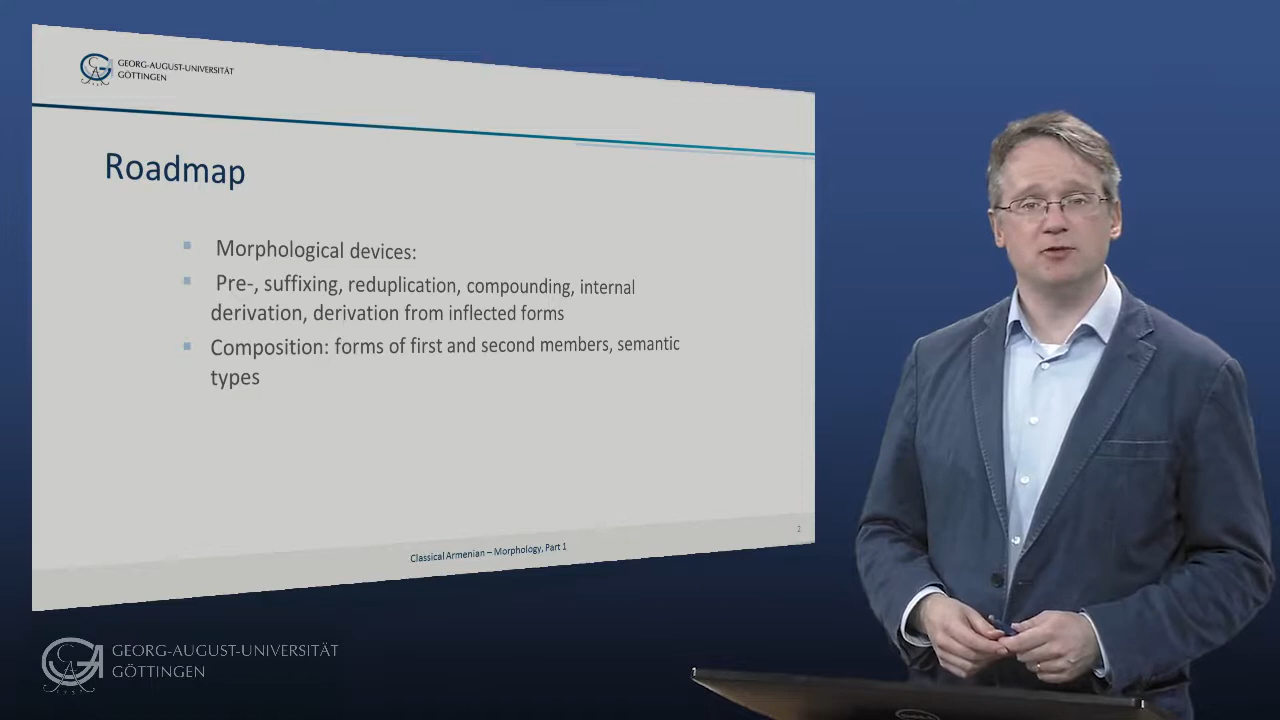 GEORG-AUGUST-UNIVERSITÄT
GÖTTINGEN
Roadmap
Morphological devices:
Pre-, suffixing, reduplication, compounding, internal
derivation, derivation from inflected forms
Composition: forms of first and second members, semantic
types
2
Classical Armenian – Morphology, Part 1
GEORG-AUGUST-UNIVERSITÄT
GÖTTINGEN